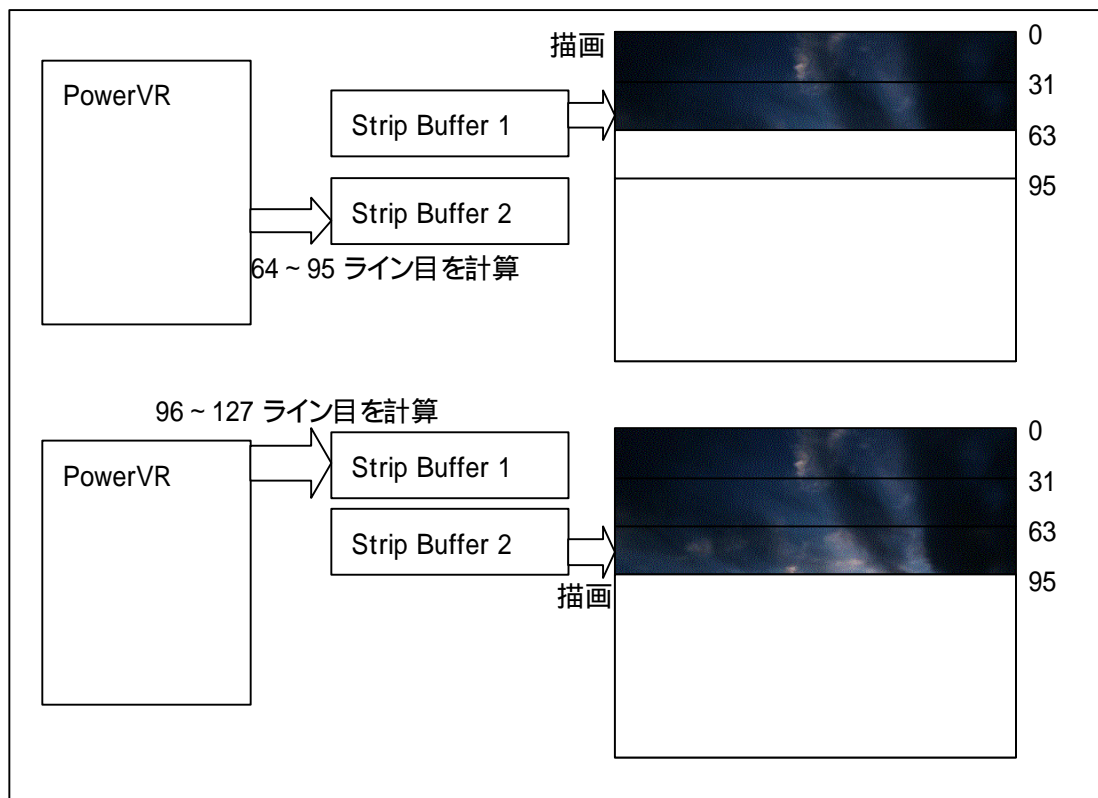 描画
0
PowerVR
31
Strip Buffer 1
63
95
Strip Buffer 2
64 ~ 95 ライン目を計算
96 ~ 127 ライン目を計算
0
PowerVR
Strip Buffer 1
31
63
Strip Buffer 2
95
描画